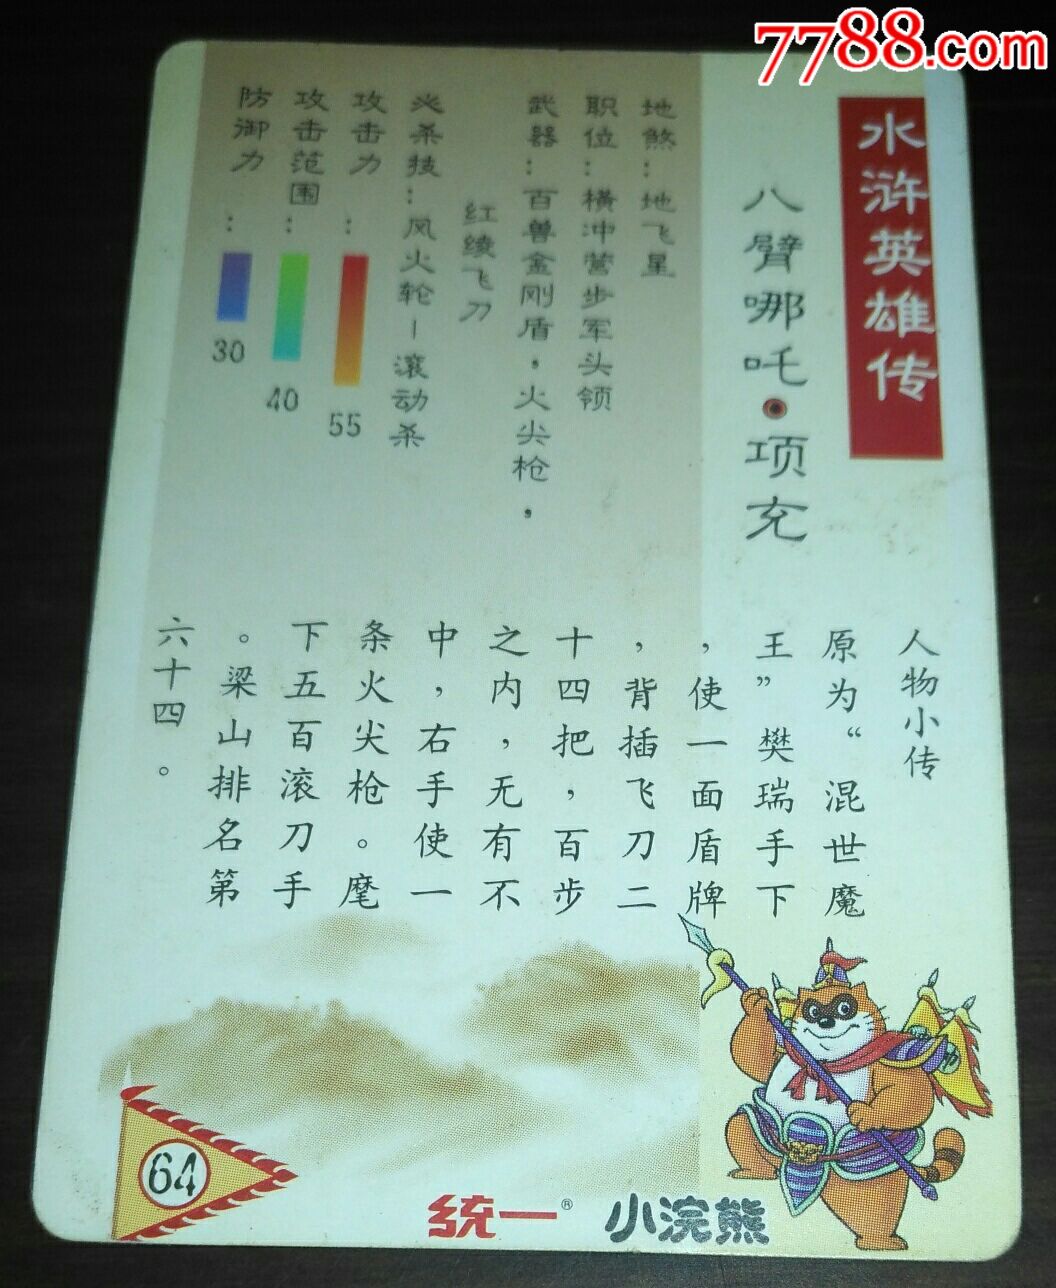 7788.com
水浒英雄传
八臂哪吒·项充
地煞：地飞星
职位：横冲营步军头领
武器：百兽金刚盾，火尖枪，
红绫飞刀
必杀技：风火轮—滚动杀
攻击力：55
攻击范围：40
防御力：30
人物小传
原为“混世魔
王”樊瑞手下
，使一面盾牌
，背插飞刀二
十四把，百步
之内，无有不
中，右手使一
条火尖枪。麾
下五百滚刀手
。梁山排名第
六十四。
64
统一® 小浣熊